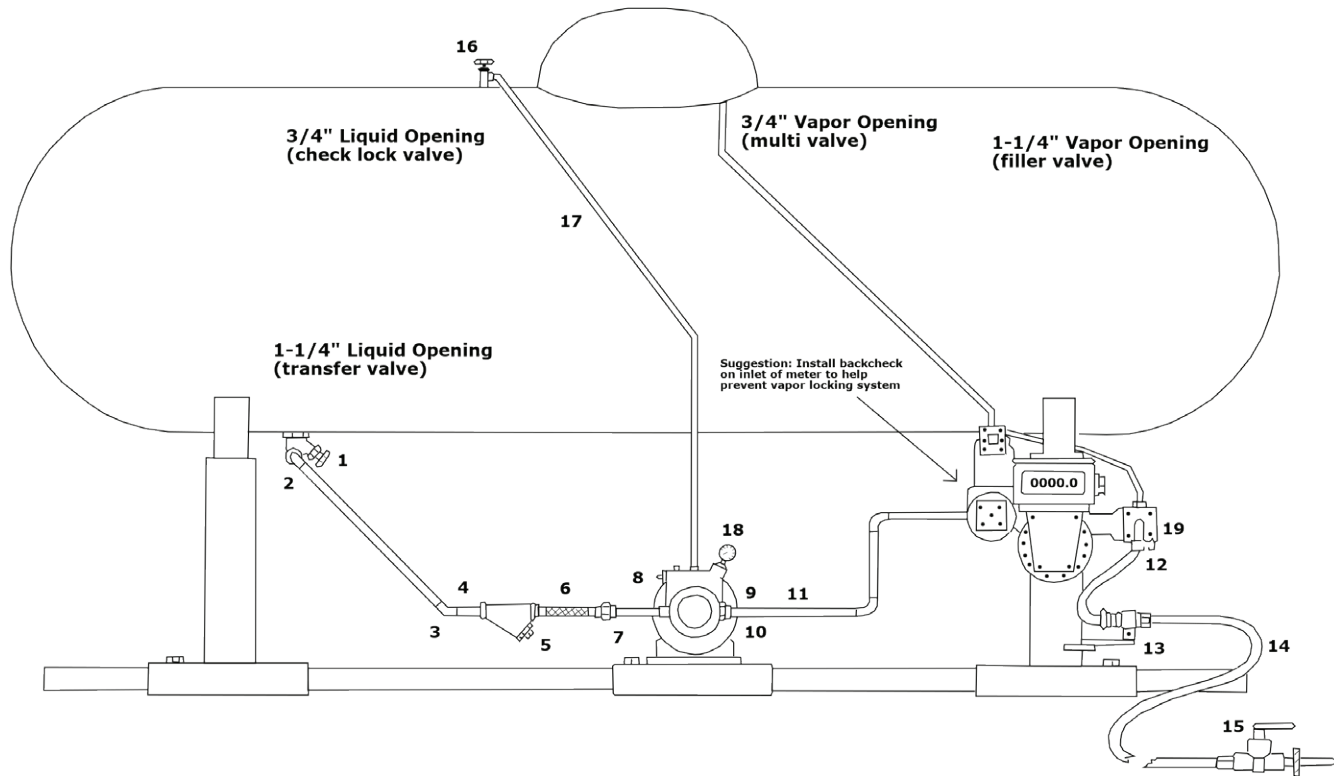 16
3/4" Liquid Opening
(check lock valve)
3/4" Vapor Opening
(multi valve)
1-1/4" Vapor Opening
(filler valve)
17
1-1/4" Liquid Opening
(transfer valve)
Suggestion: Install backcheck
on inlet of meter to help
prevent vapor locking system
1
2
0000.0
18
19
12
8
9
6
11
4
3
5
7
10
13
14
15